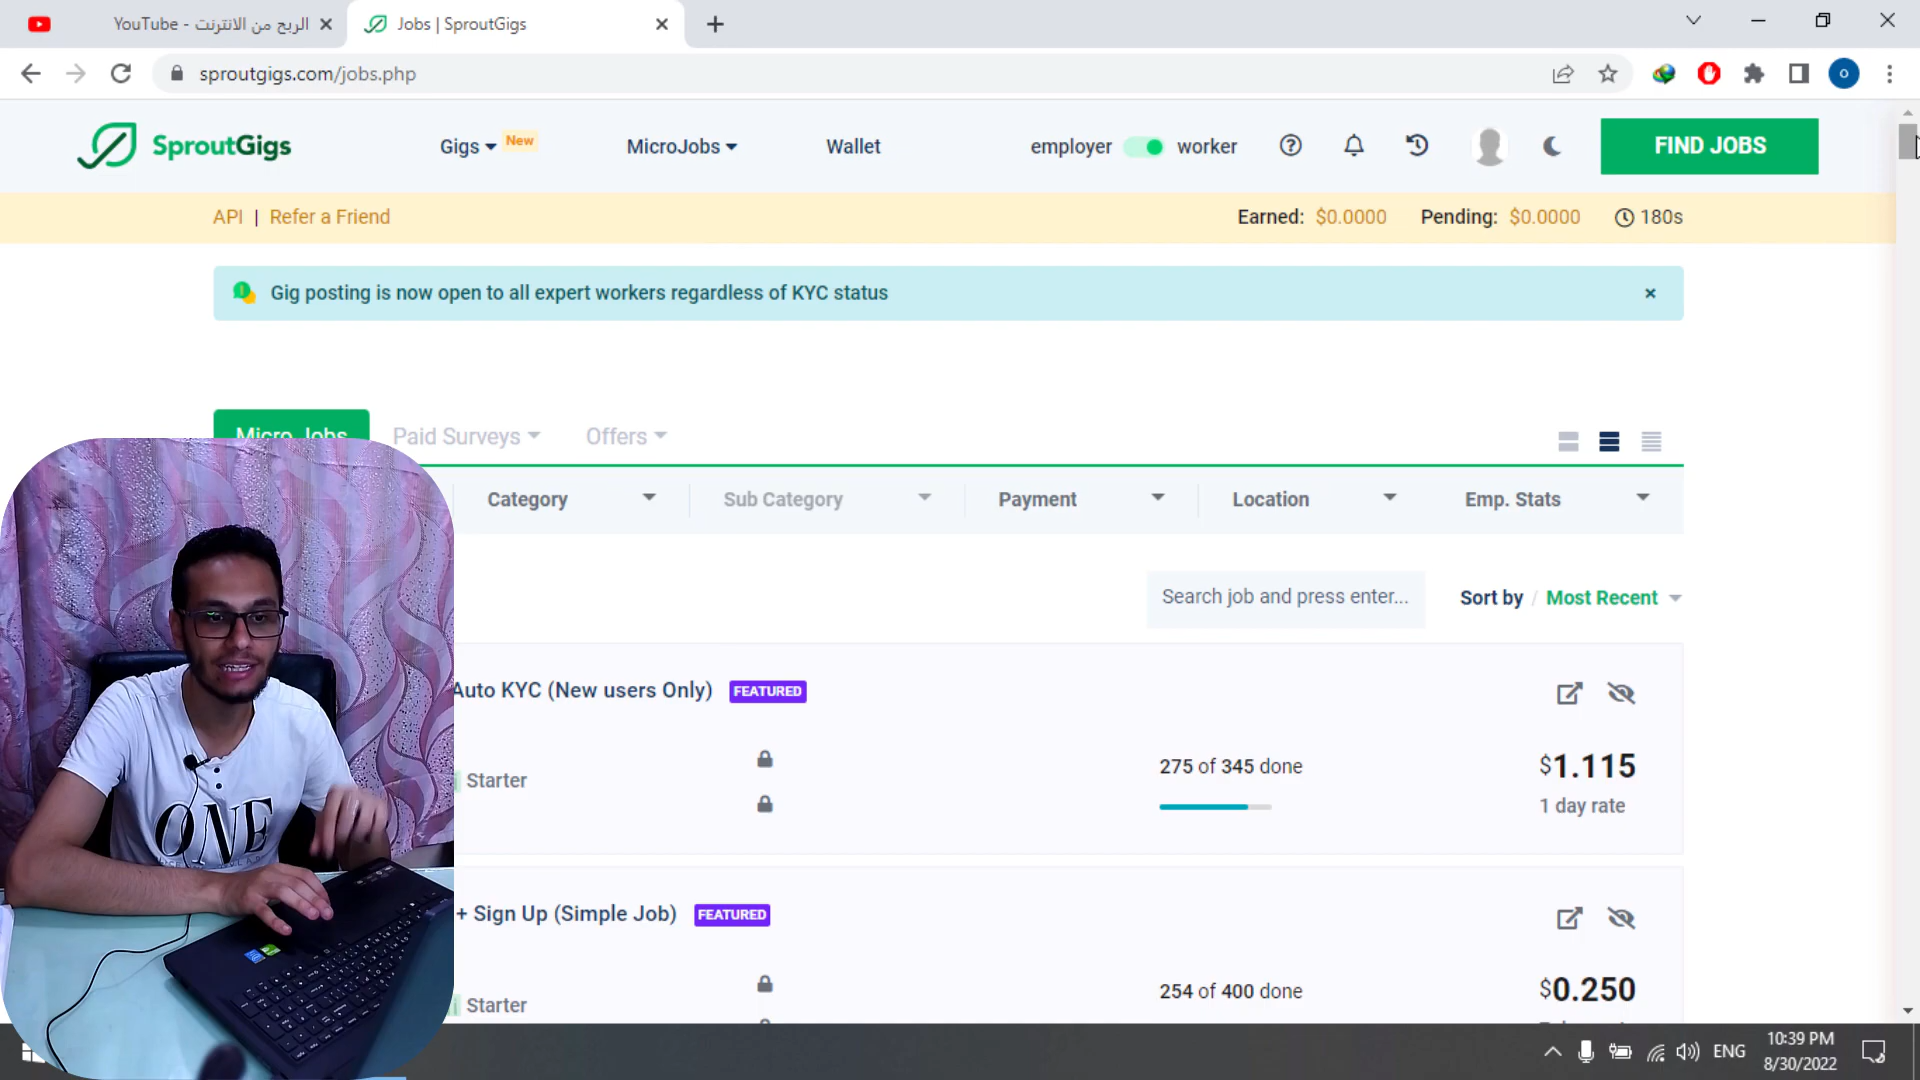 الربح من الانترنت - YouTube
Jobs | SproutGigs
sproutgigs.com/jobs.php
SproutGigs
Gigs
New
MicroJobs
Wallet
employer
worker
FIND JOBS
API | Refer a Friend
Earned: $0.0000
Pending: $0.0000
180s
Gig posting is now open to all expert workers regardless of KYC status
Micro Jobs
Paid Surveys
Offers
Category
Sub Category
Payment
Location
Emp. Stats
Search job and press enter...
Sort by / Most Recent
Auto KYC (New users Only)
FEATURED
Starter
275 of 345 done
$1.115
1 day rate
+ Sign Up (Simple Job)
FEATURED
Starter
254 of 400 done
$0.250
ONE
ENG
10:39 PM
8/30/2022